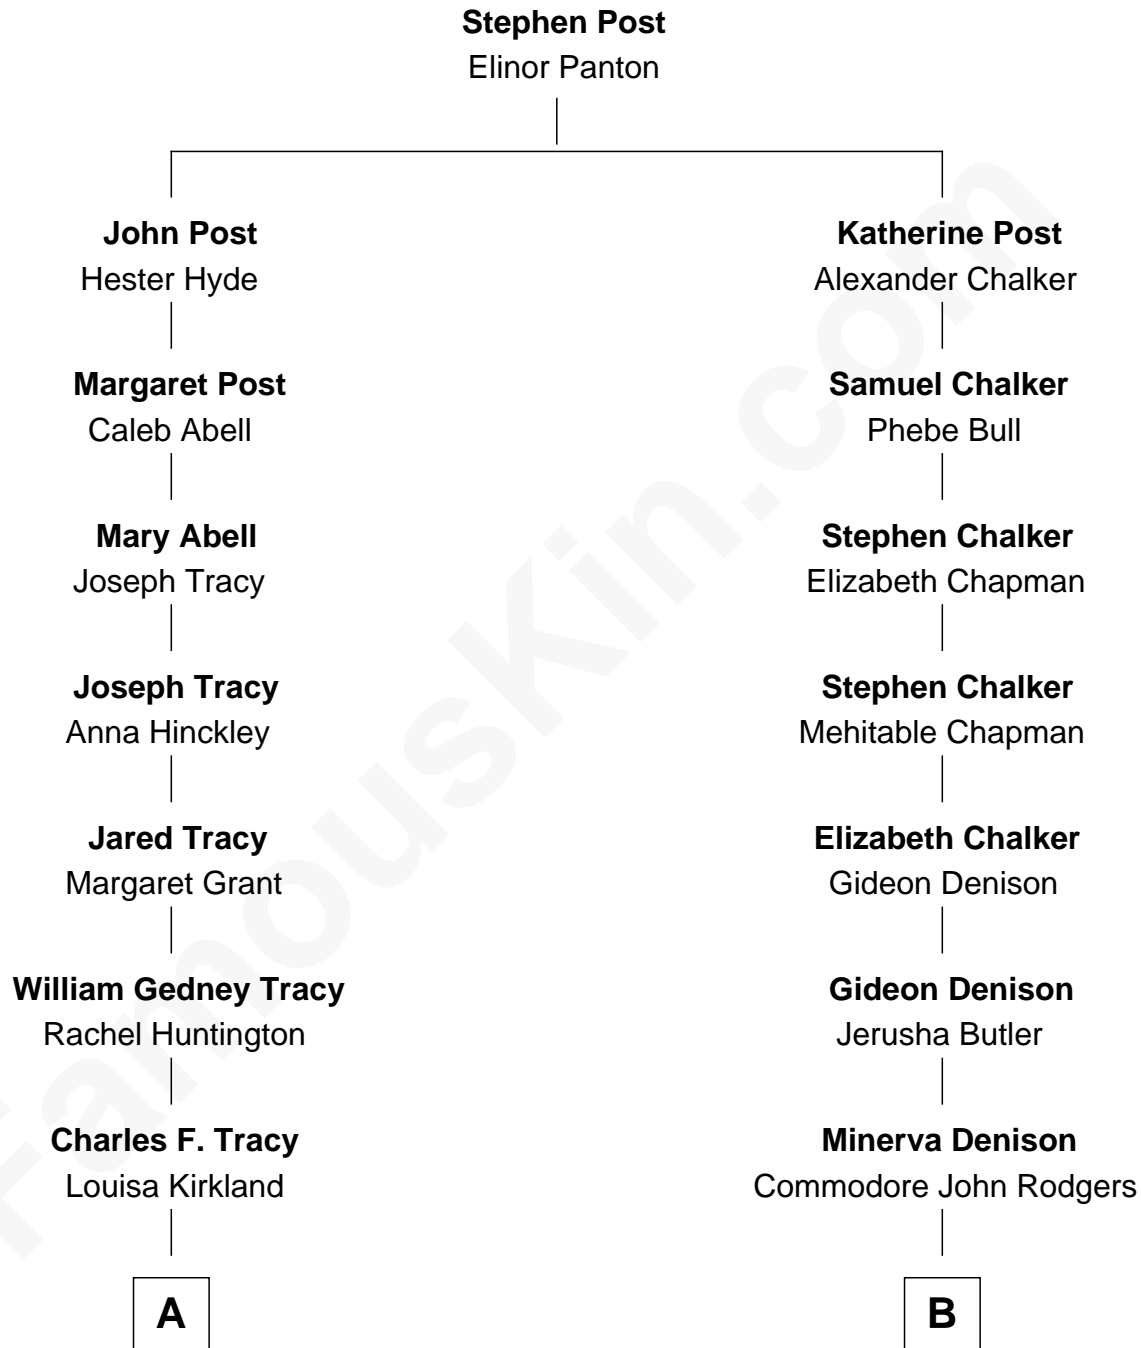 Stephen Post
Elinor Panton
John Post
Hester Hyde
Katherine Post
Alexander Chalker
Margaret Post
Caleb Abell
Samuel Chalker
Phebe Bull
Mary Abell
Joseph Tracy
Stephen Chalker
Elizabeth Chapman
Joseph Tracy
Anna Hinckley
Stephen Chalker
Mehitable Chapman
Jared Tracy
Margaret Grant
Elizabeth Chalker
Gideon Denison
William Gedney Tracy
Rachel Huntington
Gideon Denison
Jerusha Butler
Charles F. Tracy
Louisa Kirkland
Minerva Denison
Commodore John Rodgers
A
B
FamousKin.com